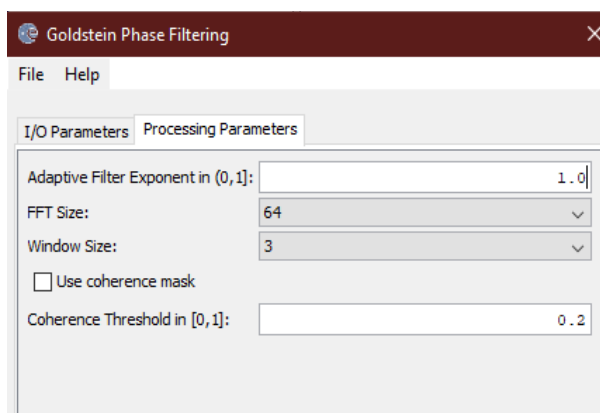 Goldstein Phase Filtering
File Help
I/O Parameters Processing Parameters
Adaptive Filter Exponent in (0,1]: 1.0
FFT Size: 64
Window Size: 3
Use coherence mask
Coherence Threshold in [0,1]: 0.2